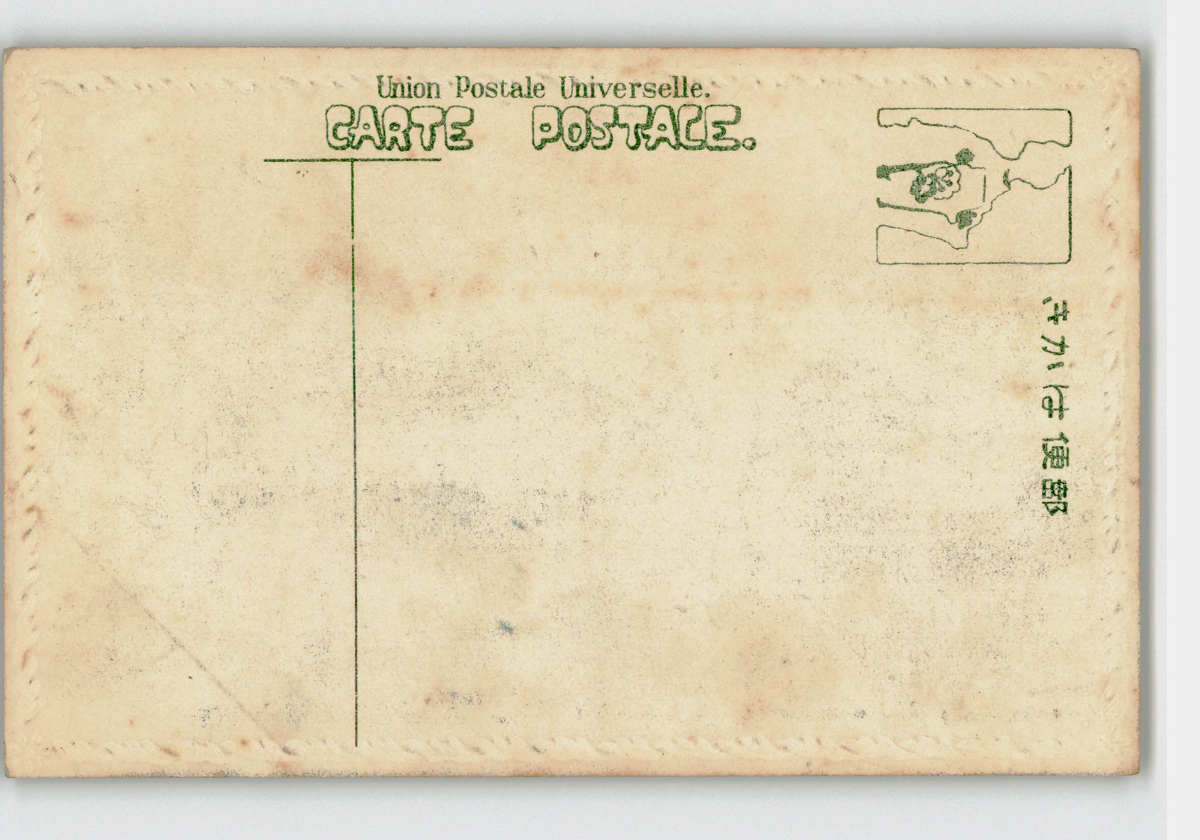 Union Postale Universelle.
CARTE POSTALE.
郵便はかき